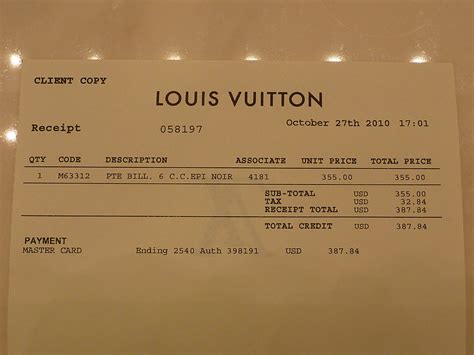 CLIENT COPY
LOUIS VUITTON
Receipt 058197 October 27th 2010 17:01
QTY CODE DESCRIPTION ASSOCIATE UNIT PRICE TOTAL PRICE
1 M63312 PTE BILL. 6 C.C.EPI NOIR 4181 355.00 355.00
SUB-TOTAL USD 355.00
TAX USD 32.84
RECEIPT TOTAL USD 387.84
TOTAL CREDIT USD 387.84
PAYMENT
MASTER CARD Ending 2540 Auth 398191 USD 387.84